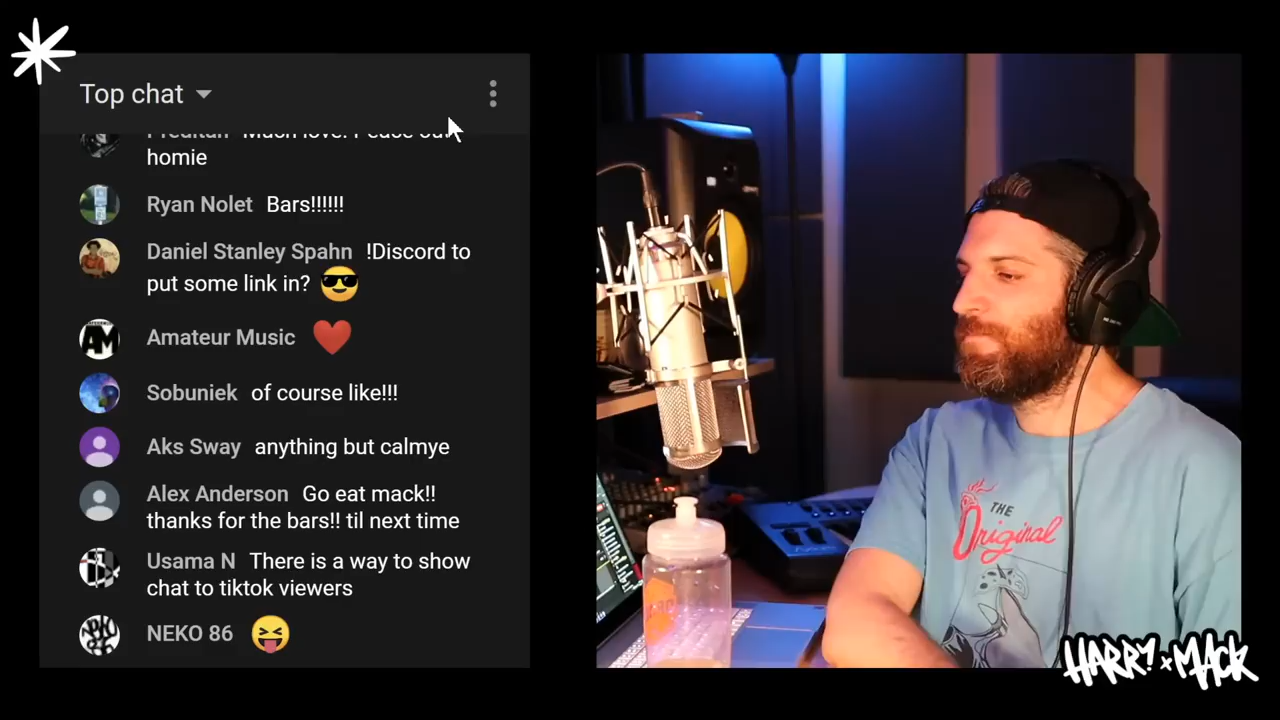 Top chat
homie
Ryan Nolet Bars!!!!!!
Daniel Stanley Spahn !Discord to
put some link in? 😎
Amateur Music ❤️
Sobuniek of course like!!!
Aks Sway anything but calmye
Alex Anderson Go eat mack!!
thanks for the bars!! til next time
Usama N There is a way to show
chat to tiktok viewers
NEKO 86 😝
THE
Original
HARRY MACK